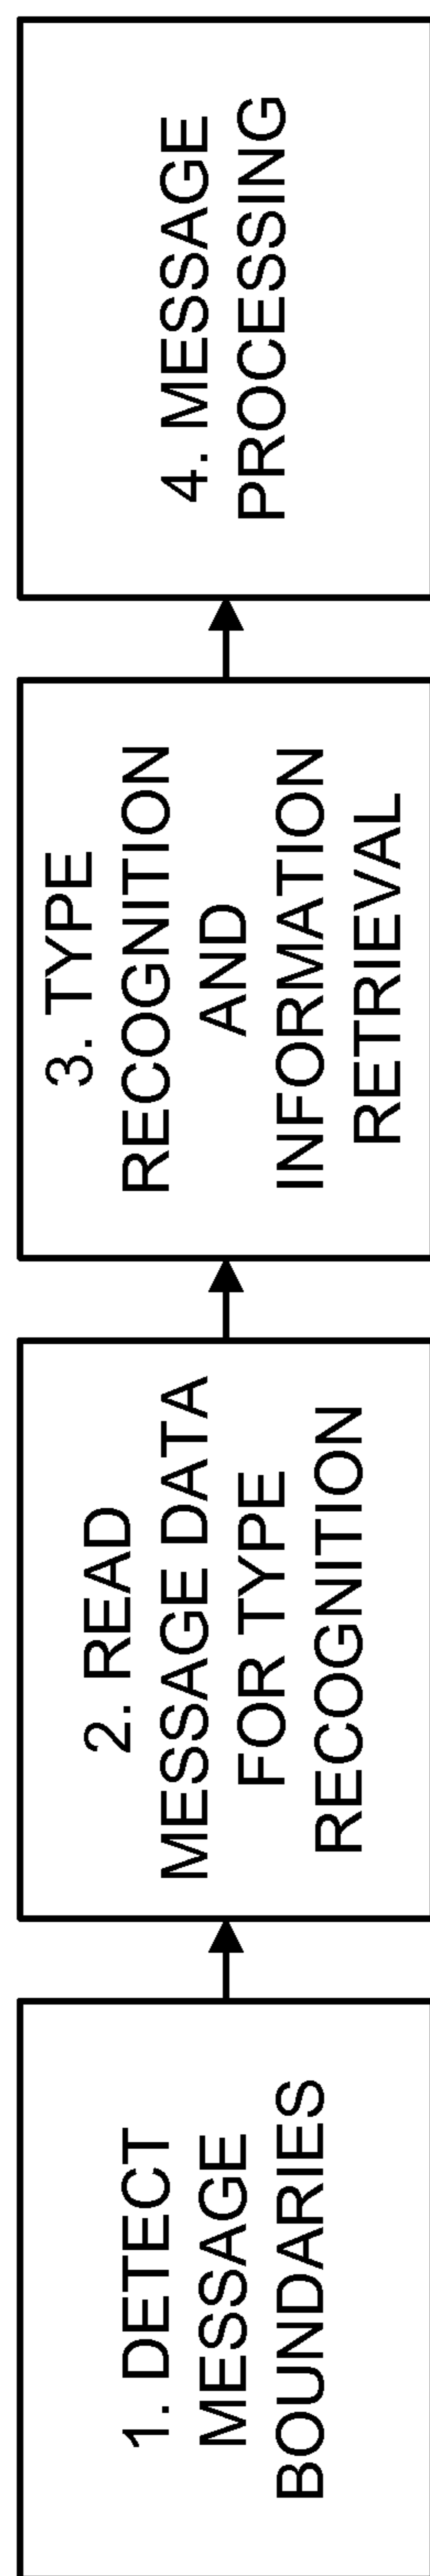 1. DETECT
MESSAGE
BOUNDARIES
2. READ
MESSAGE DATA
FOR TYPE
RECOGNITION
3. TYPE
RECOGNITION
AND
INFORMATION
RETRIEVAL
4. MESSAGE
PROCESSING